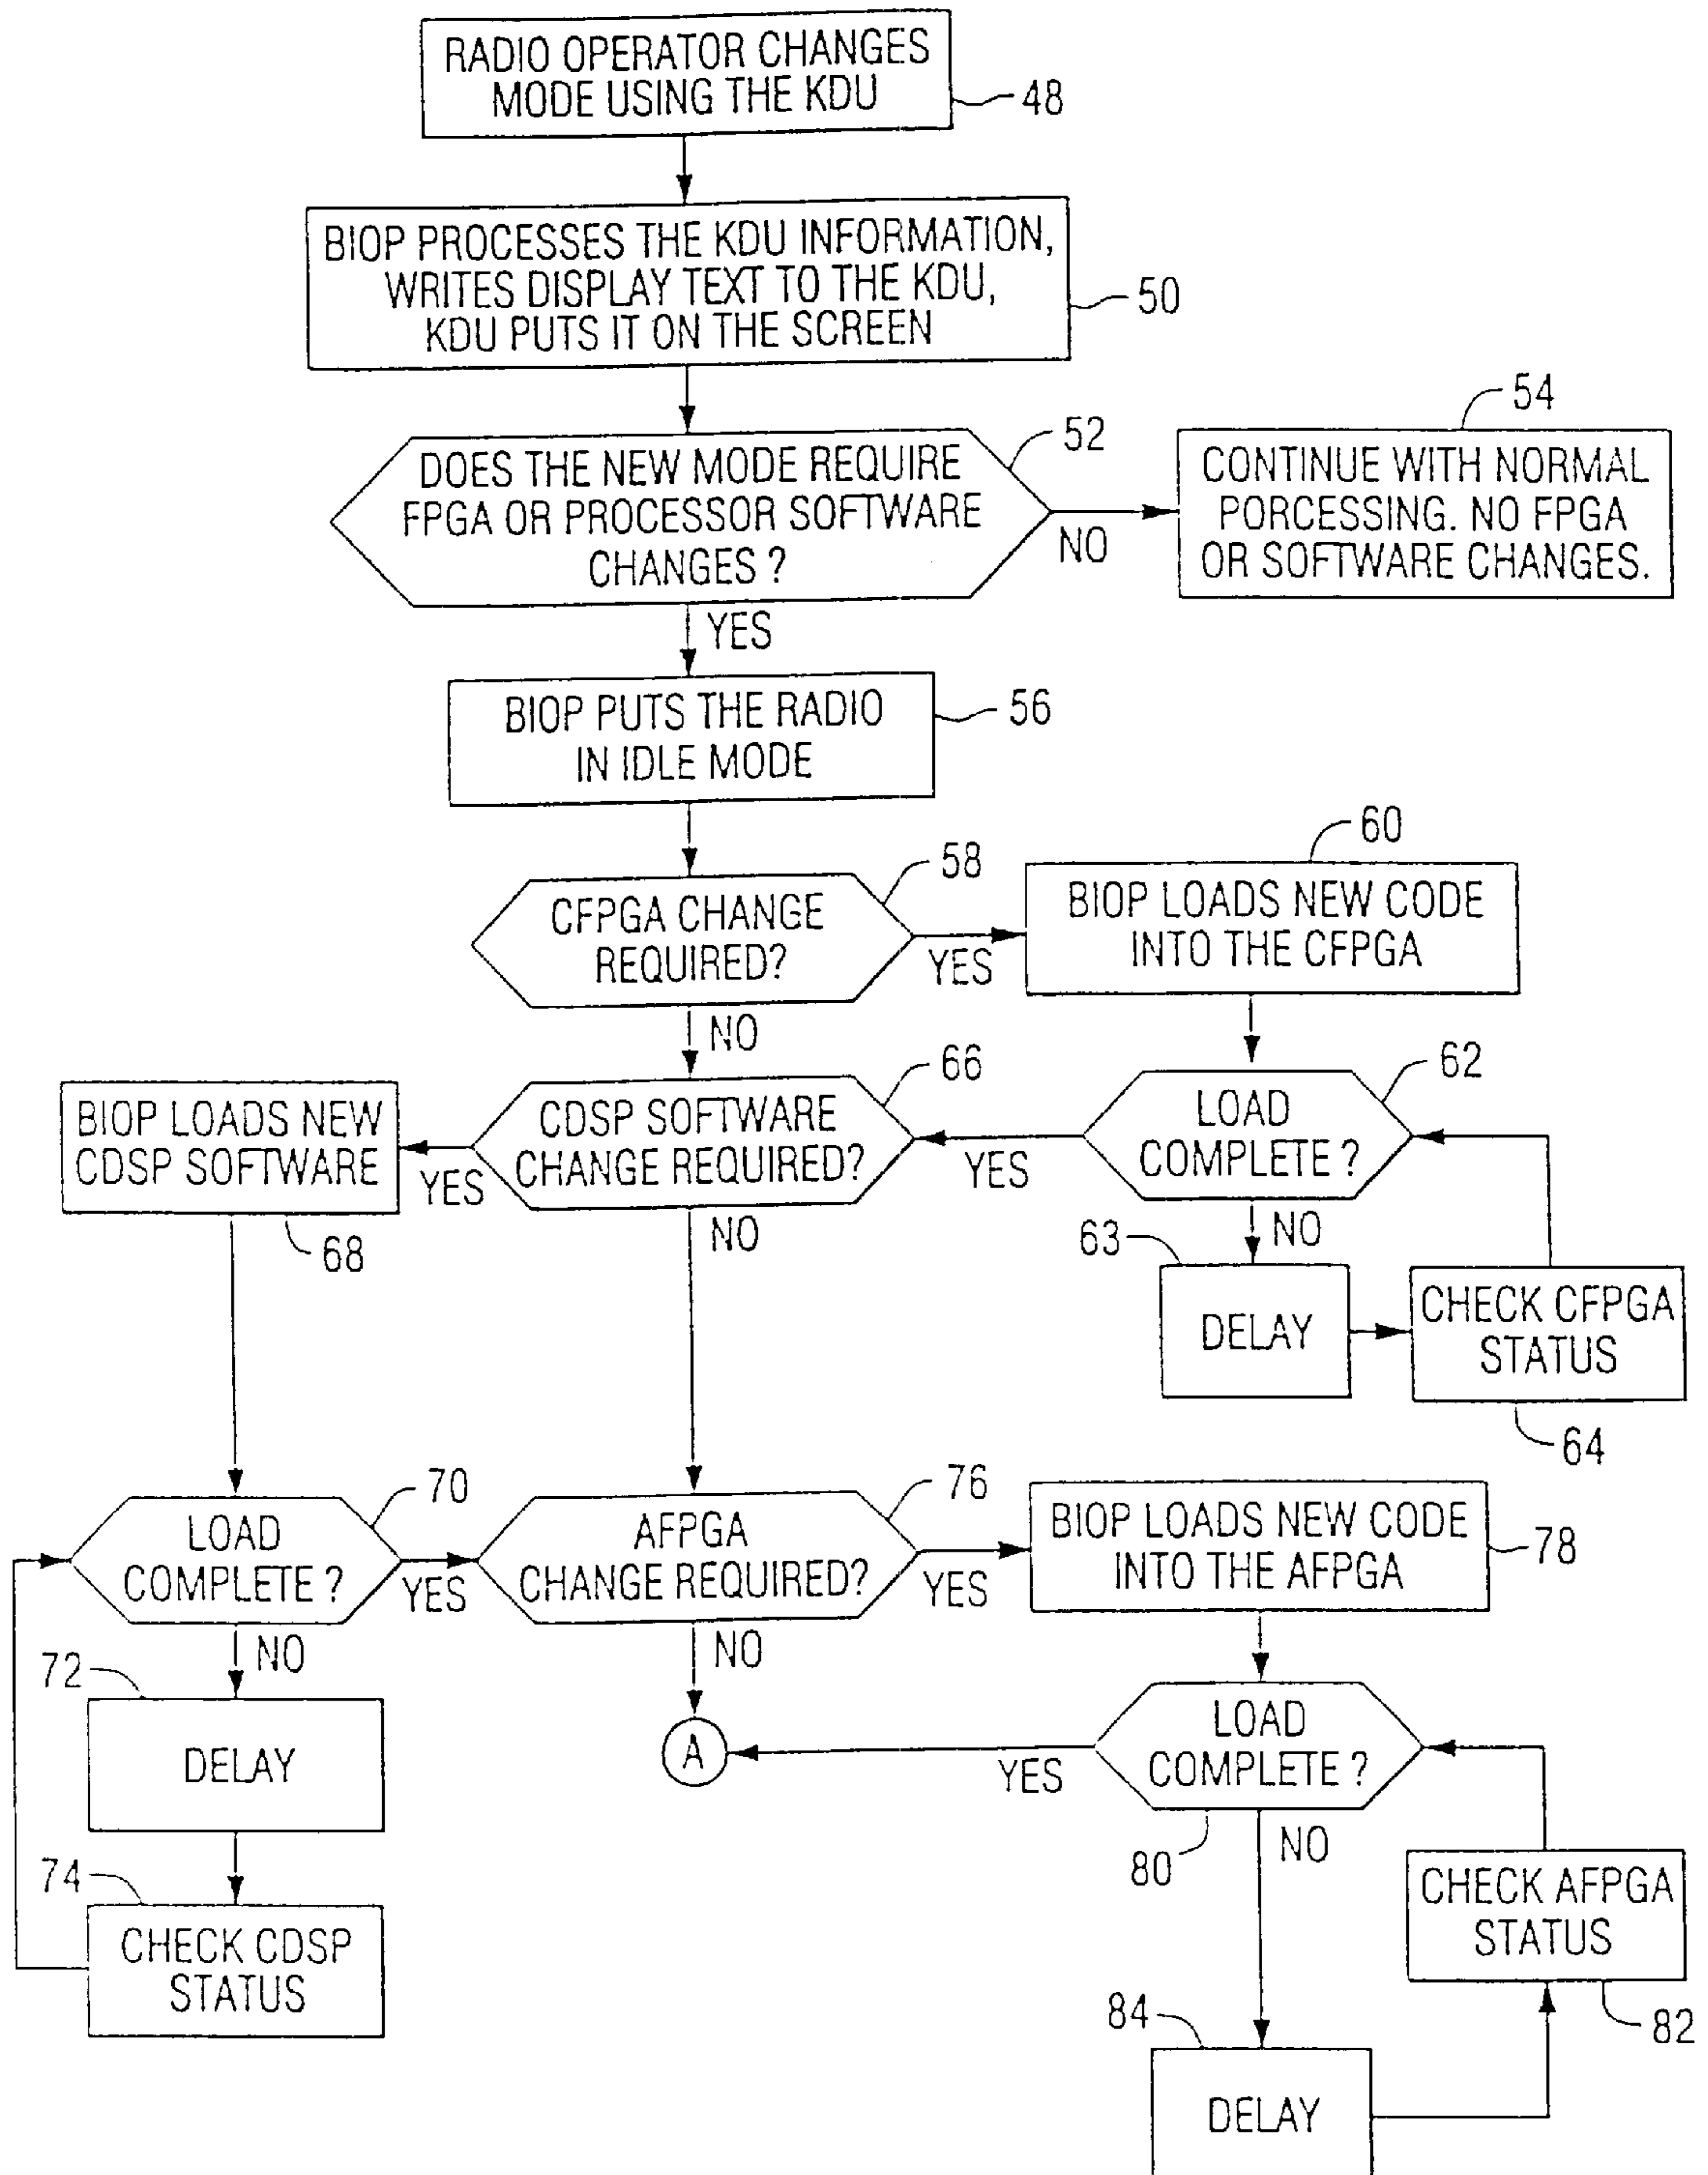 RADIO OPERATOR CHANGES
MODE USING THE KDU
48
BIOP PROCESSES THE KDU INFORMATION,
WRITES DISPLAY TEXT TO THE KDU,
KDU PUTS IT ON THE SCREEN
50
DOES THE NEW MODE REQUIRE
FPGA OR PROCESSOR SOFTWARE
CHANGES ?
52
NO
YES
54
CONTINUE WITH NORMAL
PORCESSING. NO FPGA
OR SOFTWARE CHANGES.
BIOP PUTS THE RADIO
IN IDLE MODE
56
CFPGA CHANGE
REQUIRED?
58
YES
NO
60
BIOP LOADS NEW CODE
INTO THE CFPGA
LOAD
COMPLETE ?
62
YES
NO
63
DELAY
CHECK CFPGA
STATUS
64
CDSP SOFTWARE
CHANGE REQUIRED?
66
YES
NO
BIOP LOADS NEW
CDSP SOFTWARE
68
LOAD
COMPLETE ?
70
YES
NO
72
DELAY
74
CHECK CDSP
STATUS
AFPGA
CHANGE REQUIRED?
76
YES
NO
A
BIOP LOADS NEW CODE
INTO THE AFPGA
78
LOAD
COMPLETE ?
YES
80
NO
CHECK AFPGA
STATUS
82
84
DELAY